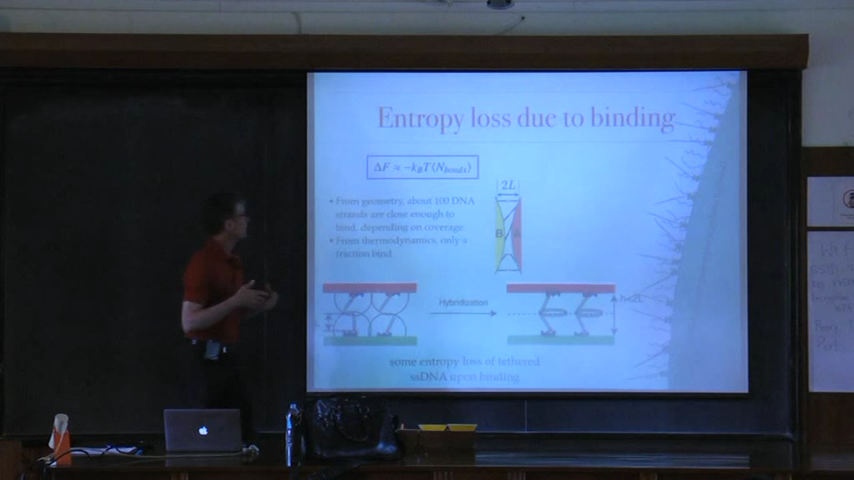 Entropy loss due to binding
ΔF ≈ -k_BT⟨N_bonds⟩
2L
• From geometry, about 100 DNA
strands are close enough to
bind, depending on coverage
• From thermodynamics, only a
fraction bind
B A
Hybridization
h<2L
some entropy loss of tethered
ssDNA upon binding